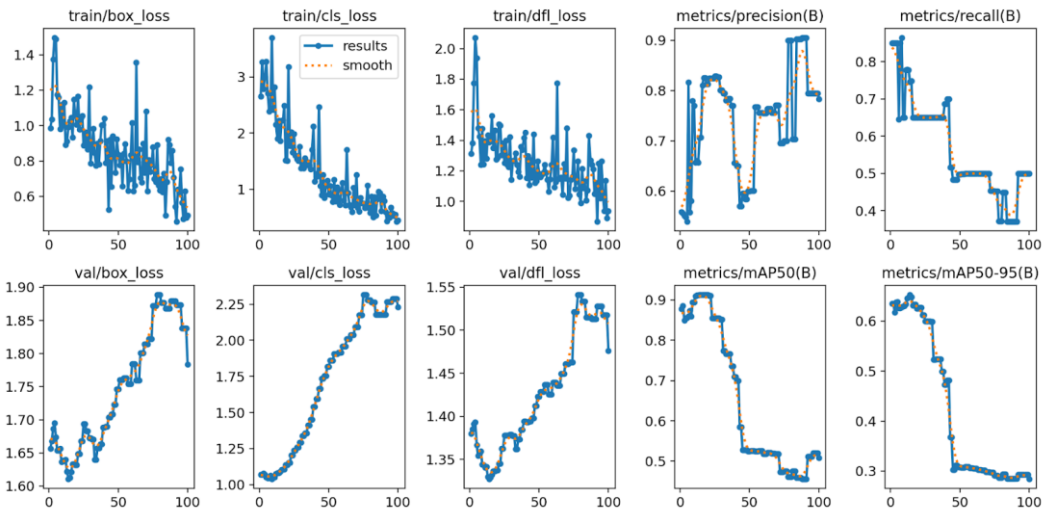 train/box_loss
1.4
1.2
1.0
0.8
0.6
0 50 100
train/cls_loss
results
smooth
3
2
1
0 50 100
train/dfl_loss
2.0
1.8
1.6
1.4
1.2
1.0
0 50 100
metrics/precision(B)
0.9
0.8
0.7
0.6
0 50 100
metrics/recall(B)
0.8
0.7
0.6
0.5
0.4
0 50 100
val/box_loss
1.90
1.85
1.80
1.75
1.70
1.65
1.60
0 50 100
val/cls_loss
2.25
2.00
1.75
1.50
1.25
1.00
0 50 100
val/dfl_loss
1.55
1.50
1.45
1.40
1.35
0 50 100
metrics/mAP50(B)
0.9
0.8
0.7
0.6
0.5
0 50 100
metrics/mAP50-95(B)
0.6
0.5
0.4
0.3
0 50 100